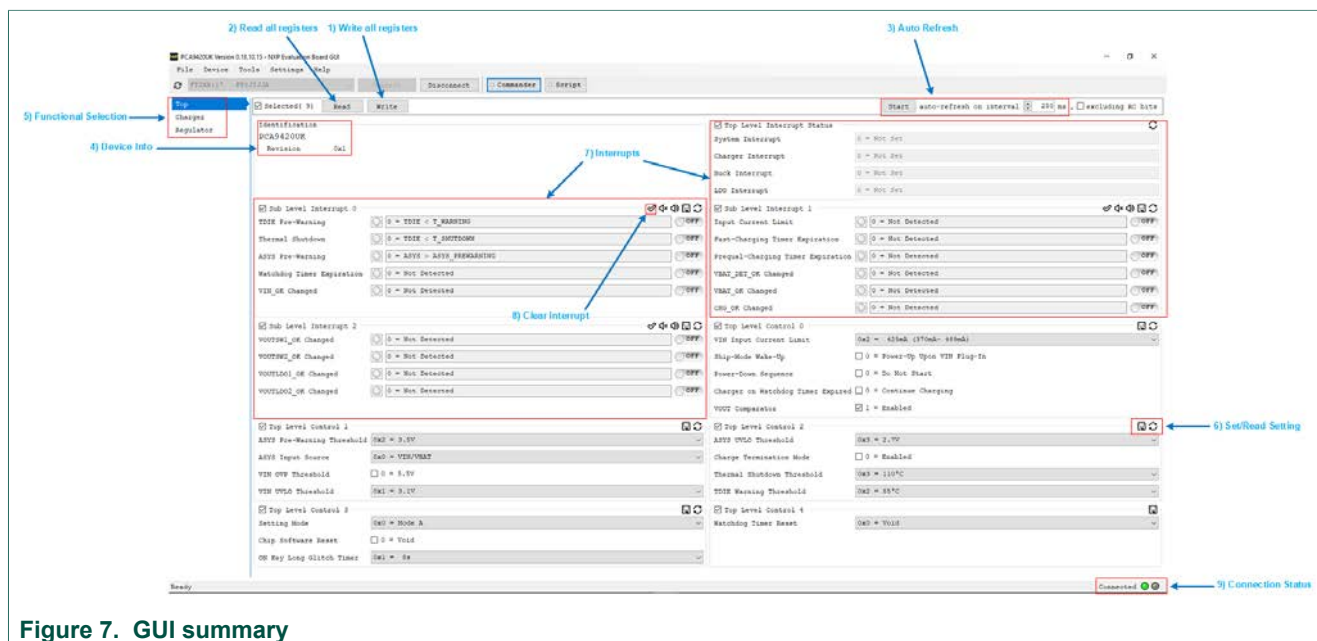 2) Read all registers 1) Write all registers
3) Auto Refresh
PCA9420UK Version 0.10.10.15 - NXP Evaluation Board GUI
File Device Tools Settings Help
Disconnect Commander Script
5) Functional Selection
Top
Charger
Regulator
Selected( 9) Read Write
Start auto-refresh on interval 200 ms , excluding RC bits
4) Device Info
Identification
PCA9420UK
Revision 0x1
7) Interrupts
Top Level Interrupt Status
System Interrupt 0 = Not Set
Charger Interrupt 0 = Not Set
Buck Interrupt 0 = Not Set
LDO Interrupt 0 = Not Set
Sub Level Interrupt 0
TDIE Pre-Warning 0 = TDIE < T_WARNING OFF
Thermal Shutdown 0 = TDIE < T_SHUTDOWN OFF
ASYS Pre-Warning 0 = ASYS > ASYS_PREWARNING OFF
Watchdog Timer Expiration 0 = Not Detected OFF
VIN_OK Changed 0 = Not Detected OFF
Sub Level Interrupt 1
Input Current Limit 0 = Not Detected OFF
Fast-Charging Timer Expiration 0 = Not Detected OFF
Prequal-Charging Timer Expiration 0 = Not Detected OFF
VBAT_DET_OK Changed 0 = Not Detected OFF
VBAT_OK Changed 0 = Not Detected OFF
CHG_OK Changed 0 = Not Detected OFF
8) Clear Interrupt
Sub Level Interrupt 2
VOUTSW1_OK Changed 0 = Not Detected OFF
VOUTSW2_OK Changed 0 = Not Detected OFF
VOUTLDO1_OK Changed 0 = Not Detected OFF
VOUTLDO2_OK Changed 0 = Not Detected OFF
Top Level Control 0
VIN Input Current Limit 0x2 = 425mA (370mA-
Ship-Mode Wake-Up 0 = Power-Up Upon VIN Plug-In
Power-Down Sequence 0 = Do Not Start
Charger on Watchdog Timer Expired 0 = Continue Charging
VOUT Comparator 1 = Enabled
Top Level Control 1
ASYS Pre-Warning Threshold 0x2 = 3.5V
ASYS Input Source 0x0 = VIN/VBAT
VIN OVP Threshold 0 = 5.5V
VIN UVLO Threshold 0x1 = 3.1V
Top Level Control 2
ASYS UVLO Threshold 0x3 = 2.7V
Charge Termination Mode 0 = Enabled
Thermal Shutdown Threshold 0x3 = 110°C
TDIE Warning Threshold 0x2 = 85°C
6) Set/Read Setting
Top Level Control 3
Setting Mode 0x0 = Mode A
Chip Software Reset 0 = Void
ON Key Long Glitch Timer 0x1 = 8s
Top Level Control 4
Watchdog Timer Reset 0x0 = Void
Ready
Connected
9) Connection Status
Figure 7. GUI summary